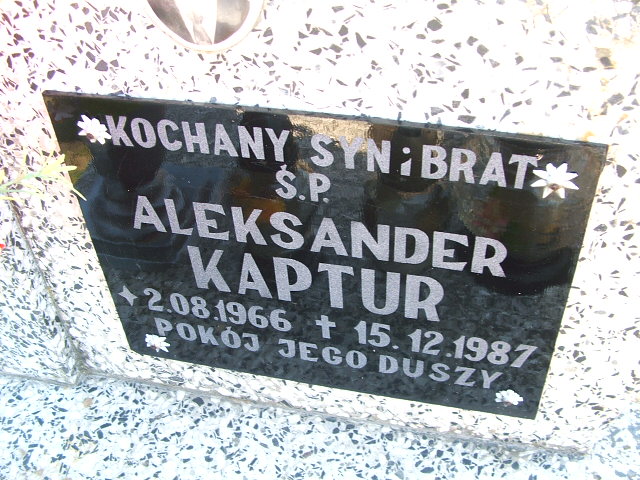 KOCHANY SYN i BRAT
Ś.P.
ALEKSANDER
KAPTUR
2.08.1966 ✝ 15.12.1987
POKÓJ JEGO DUSZY